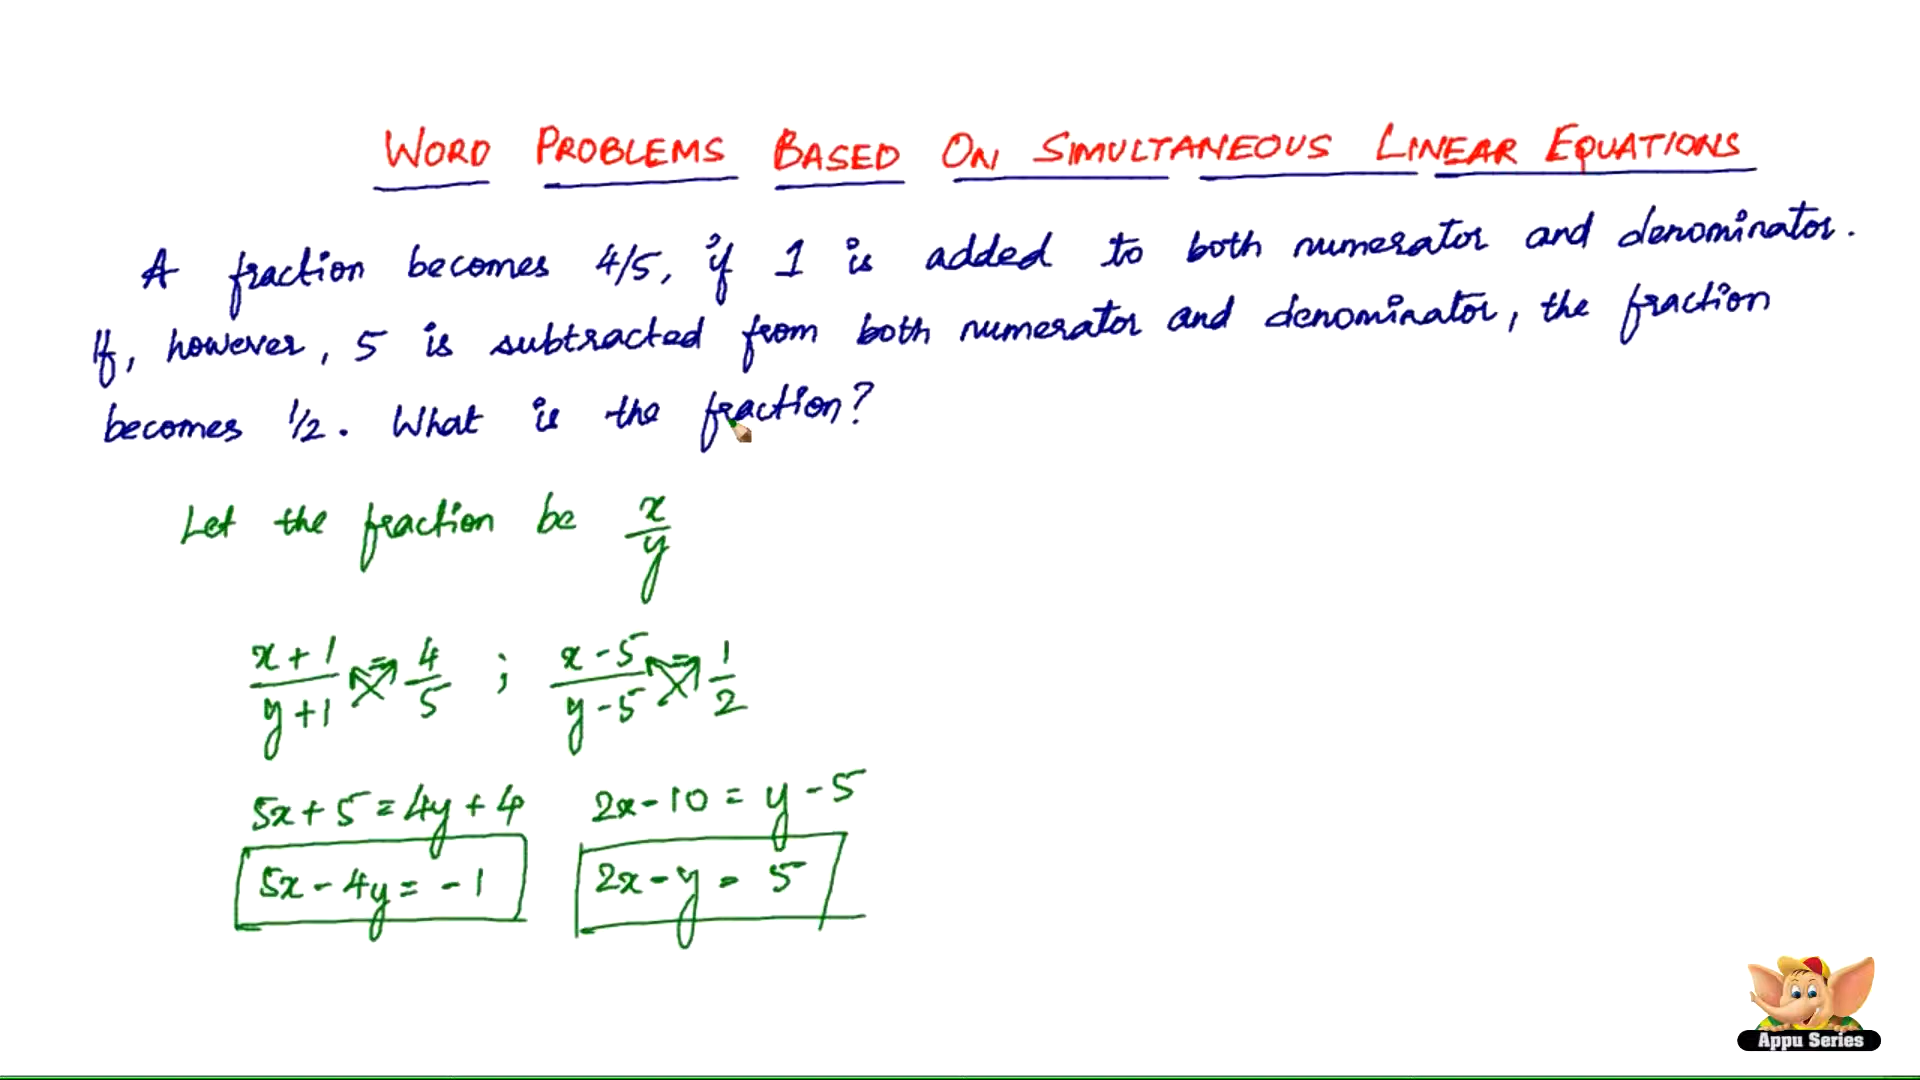 WORD PROBLEMS BASED ON SIMULTANEOUS LINEAR EQUATIONS
A fraction becomes 4/5, if 1 is added to both numerator and denominator.
If, however, 5 is subtracted from both numerator and denominator, the fraction
becomes 1/2. What is the fraction?
Let the fraction be x/y
(x+1)/(y+1) = 4/5 ; (x-5)/(y-5) = 1/2
5x+5=4y+4 2x-10=y-5
5x-4y=-1 2x-y=5
Appu Series